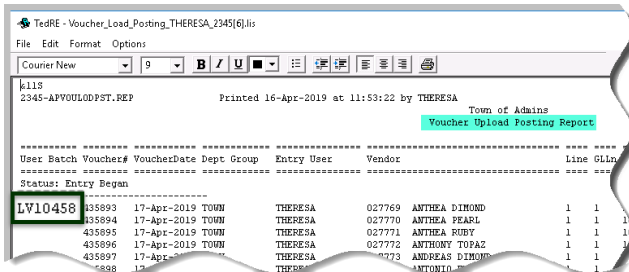 TedRE - Voucher_Load_Posting_THERESA_2345[6].lis
File Edit Format Options
Courier New 9 B I U
&l1S
2345-APVOULODPST.REP Printed 16-Apr-2019 at 11:53:22 by THERESA
Town of Admins
Voucher Upload Posting Report
User Batch Voucher# VoucherDate Dept Group Entry User Vendor Line GLLn
Status: Entry Began
LV10458 435893 17-Apr-2019 TOWN THERESA 027769 ANTHEA DIMOND 1 1
435894 17-Apr-2019 TOWN THERESA 027770 ANTHEA PEARL 1 1
435895 17-Apr-2019 TOWN THERESA 027771 ANTHEA RUBY 1 1
435896 17-Apr-2019 TOWN THERESA 027772 ANTHONY TOPAZ 1 1
435897 17-Apr THERESA ANDREAS DIMOND 1